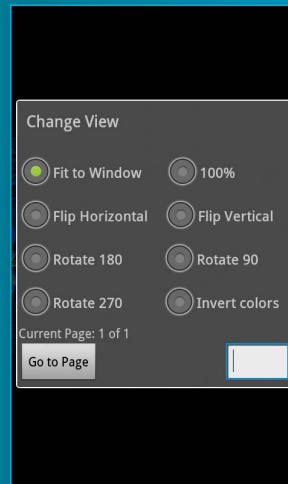 Change View
Fit to Window 100%
Flip Horizontal Flip Vertical
Rotate 180 Rotate 90
Rotate 270 Invert colors
Current Page: 1 of 1
Go to Page